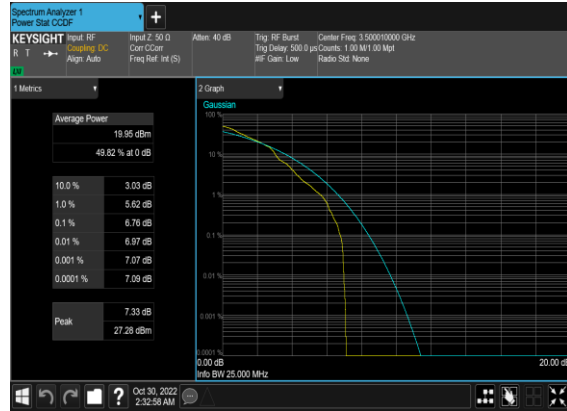 Spectrum Analyzer 1
Power Stat CCDF
+
KEYSIGHT
R T
LXI
Input: RF
Coupling: DC
Align: Auto
Input Z: 50 Ω
Corr CCorr
Freq Ref: Int (S)
Atten: 40 dB
Trig: RF Burst
Trig Delay: 500.0 µs
#IF Gain: Low
Center Freq: 3.500010000 GHz
Counts: 1.00 M/1.00 Mpt
Radio Std: None
1 Metrics
Average Power
19.95 dBm
49.82 % at 0 dB
10.0 % 3.03 dB
1.0 % 5.62 dB
0.1 % 6.76 dB
0.01 % 6.97 dB
0.001 % 7.07 dB
0.0001 % 7.09 dB
Peak
7.33 dB
27.28 dBm
2 Graph
Gaussian
100 %
10 %
1 %
0.1 %
0.01 %
0.001 %
0.0001 %
0.00 dB
20.00 dB
Info BW 25.000 MHz
?
Oct 30, 2022
2:32:58 AM